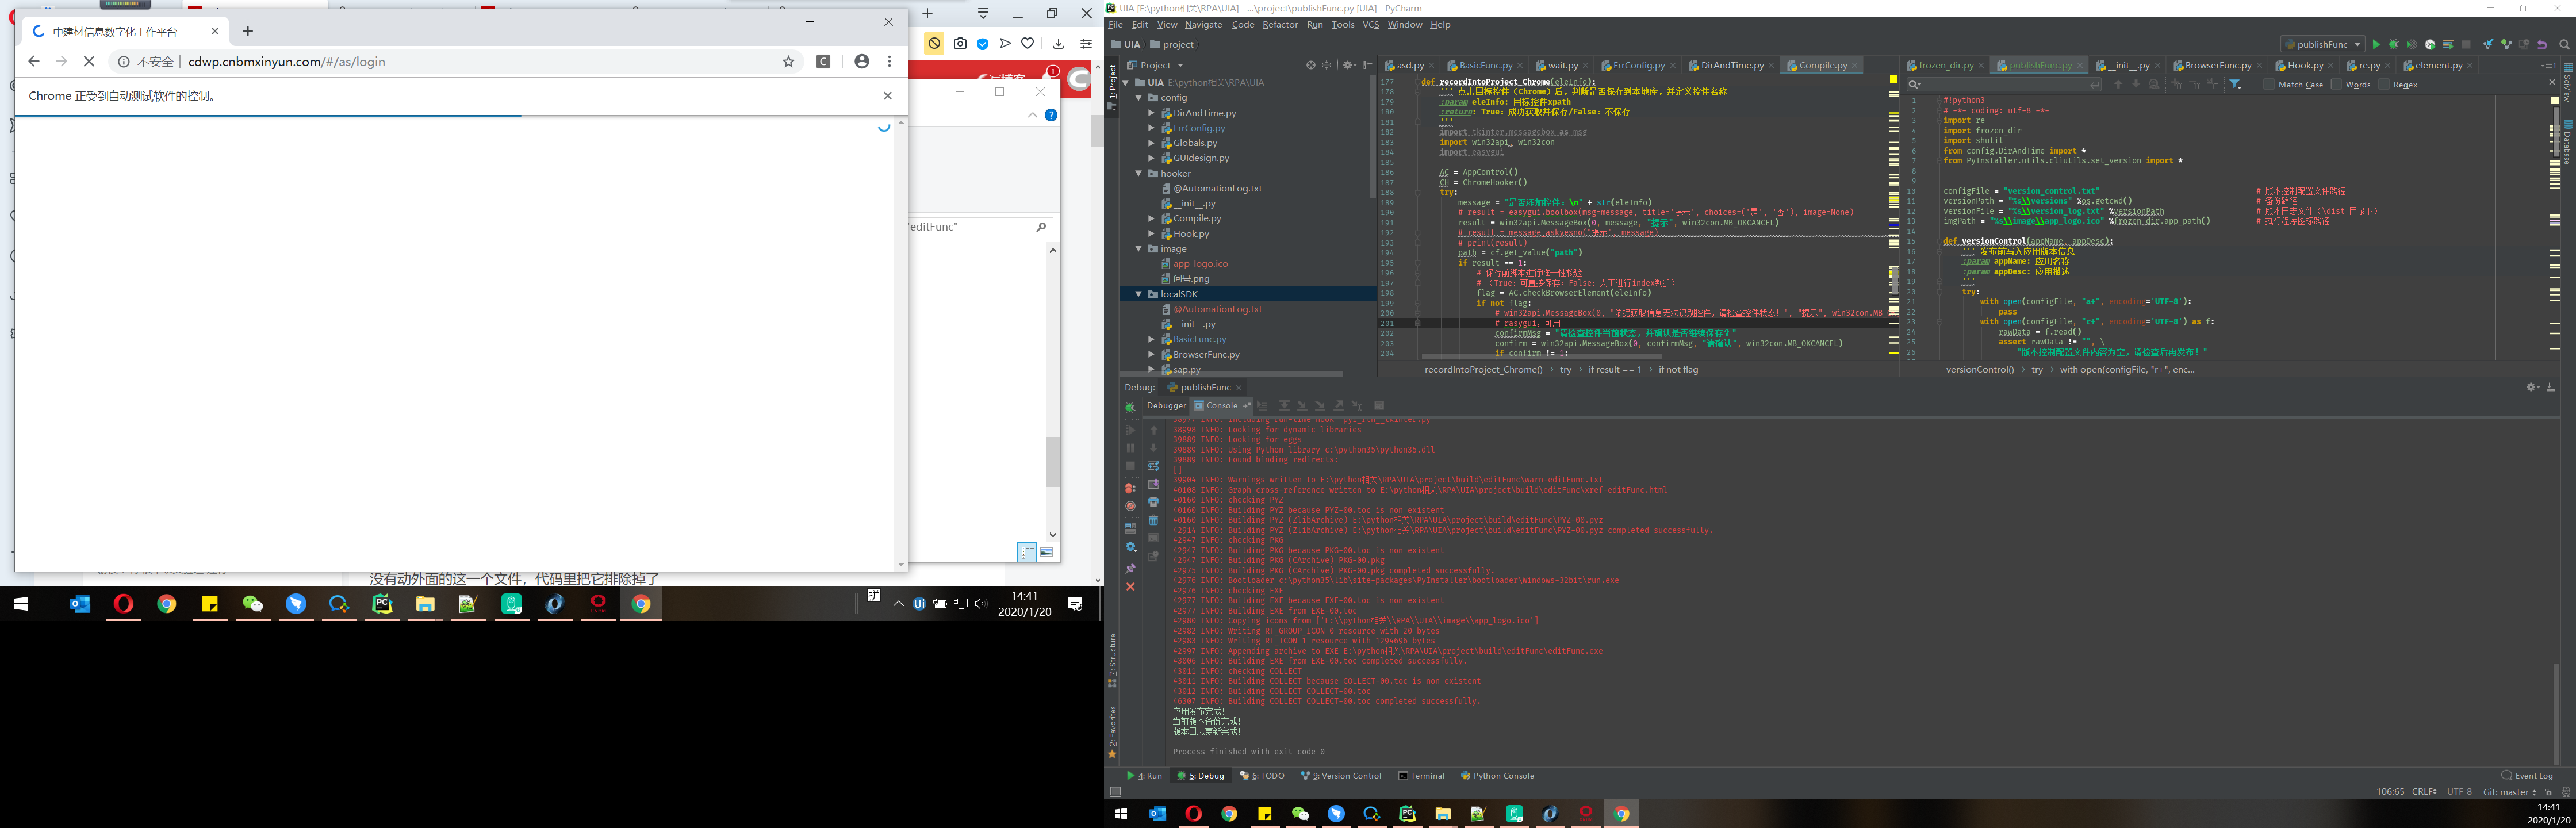 中建材信息数字化工作平台
不安全
cdwp.cnbmxinyun.com/#/as/login
Chrome 正受到自动测试软件的控制。
editFunc"
没有动外面的这一个文件，代码里把它排除掉了
14:41
2020/1/20
UIA [E:\python相关\RPA\UIA] - ...\project\publishFunc.py [UIA] - PyCharm
File Edit View Navigate Code Refactor Run Tools VCS Window Help
UIA project
publishFunc
Project
asd.py BasicFunc.py wait.py ErrConfig.py DirAndTime.py Compile.py
frozen_dir.py publishFunc.py __init__.py BrowserFunc.py Hook.py re.py element.py
Match Case Words Regex
1: Project
SciView
Database
UIA E:\python相关\RPA\UIA
config
DirAndTime.py
ErrConfig.py
Globals.py
GUIdesign.py
hooker
@AutomationLog.txt
__init__.py
Compile.py
Hook.py
image
app_logo.ico
问号.png
localSDK
@AutomationLog.txt
__init__.py
BasicFunc.py
BrowserFunc.py
sap.py
177 def recordIntoProject_Chrome(eleInfo):
178 ''' 点击目标控件（Chrome）后，判断是否保存到本地库，并定义控件名称
179 :param eleInfo: 目标控件xpath
180 :return: True：成功获取并保存/False：不保存
181 '''
182 import tkinter.messagebox as msg
183 import win32api, win32con
184 import easygui
185
186 AC = AppControl()
187 CH = ChromeHooker()
188 try:
189 message = "是否添加控件：\n" + str(eleInfo)
190 # result = easygui.boolbox(msg=message, title='提示', choices=('是', '否'), image=None)
191 result = win32api.MessageBox(0, message, "提示", win32con.MB_OKCANCEL)
192 # result = message_askyesno("提示", message)
193 # print(result)
194 path = cf.get_value("path")
195 if result == 1:
196 # 保存前脚本进行唯一性校验
197 # （True：可直接保存；False：人工进行index判断）
198 flag = AC.checkBrowserElement(eleInfo)
199 if not flag:
200 # win32api.MessageBox(0, "依据获取信息无法识别控件，请检查控件状态！", "提示", win32con.MB_
201 # rasygui，可用
202 confirmMsg = "请检查控件当前状态，并确认是否继续保存？"
203 confirm = win32api.MessageBox(0, confirmMsg, "请确认", win32con.MB_OKCANCEL)
204 if confirm != 1:
recordIntoProject_Chrome() › try › if result == 1 › if not flag
1 #!python3
2 # -*- coding: utf-8 -*-
3 import re
4 import frozen_dir
5 import shutil
6 from config.DirAndTime import *
7 from PyInstaller.utils.cliutils.set_version import *
8
9
10 configFile = "version_control.txt" # 版本控制配置文件路径
11 versionPath = "%s\\versions" %os.getcwd() # 备份路径
12 versionFile = "%s\\version_log.txt" %versionPath # 版本日志文件（\dist 目录下）
13 imgPath = "%s\\image\\app_logo.ico" %frozen_dir.app_path() # 执行程序图标路径
14
15 def versionControl(appName, appDesc):
16 ''' 发布前写入应用版本信息
17 :param appName: 应用名称
18 :param appDesc: 应用描述
19 '''
20 try:
21 with open(configFile, "a+", encoding='UTF-8'):
22 pass
23 with open(configFile, "r+", encoding='UTF-8') as f:
24 rawData = f.read()
25 assert rawData != "", \
26 "版本控制配置文件内容为空，请检查后再发布！"
versionControl() › try › with open(configFile, "r+", enc...
Debug: publishFunc
Debugger Console
38998 INFO: Looking for dynamic libraries
39889 INFO: Looking for eggs
39889 INFO: Using Python library c:\python35\python35.dll
39889 INFO: Found binding redirects:
[]
39904 INFO: Warnings written to E:\python相关\RPA\UIA\project\build\editFunc\warn-editFunc.txt
40108 INFO: Graph cross-reference written to E:\python相关\RPA\UIA\project\build\editFunc\xref-editFunc.html
40160 INFO: checking PYZ
40160 INFO: Building PYZ because PYZ-00.toc is non existent
40160 INFO: Building PYZ (ZlibArchive) E:\python相关\RPA\UIA\project\build\editFunc\PYZ-00.pyz
42914 INFO: Building PYZ (ZlibArchive) E:\python相关\RPA\UIA\project\build\editFunc\PYZ-00.pyz completed successfully.
42947 INFO: checking PKG
42947 INFO: Building PKG because PKG-00.toc is non existent
42947 INFO: Building PKG (CArchive) PKG-00.pkg
42975 INFO: Building PKG (CArchive) PKG-00.pkg completed successfully.
42976 INFO: Bootloader c:\python35\lib\site-packages\PyInstaller\bootloader\Windows-32bit\run.exe
42976 INFO: checking EXE
42977 INFO: Building EXE because EXE-00.toc is non existent
42977 INFO: Building EXE from EXE-00.toc
42980 INFO: Copying icons from ['E:\\python相关\\RPA\\UIA\\image\\app_logo.ico']
42982 INFO: Writing RT_GROUP_ICON 0 resource with 20 bytes
42983 INFO: Writing RT_ICON 1 resource with 1294696 bytes
42997 INFO: Appending archive to EXE E:\python相关\RPA\UIA\project\build\editFunc\editFunc.exe
43006 INFO: Building EXE from EXE-00.toc completed successfully.
43011 INFO: checking COLLECT
43011 INFO: Building COLLECT because COLLECT-00.toc is non existent
43012 INFO: Building COLLECT COLLECT-00.toc
46307 INFO: Building COLLECT COLLECT-00.toc completed successfully.
应用发布完成！
当前版本备份完成！
版本日志更新完成！
Process finished with exit code 0
Z: Structure
2: Favorites
4: Run 5: Debug 6: TODO 9: Version Control Terminal Python Console
Event Log
106:65 CRLF UTF-8 Git: master
14:41
2020/1/20